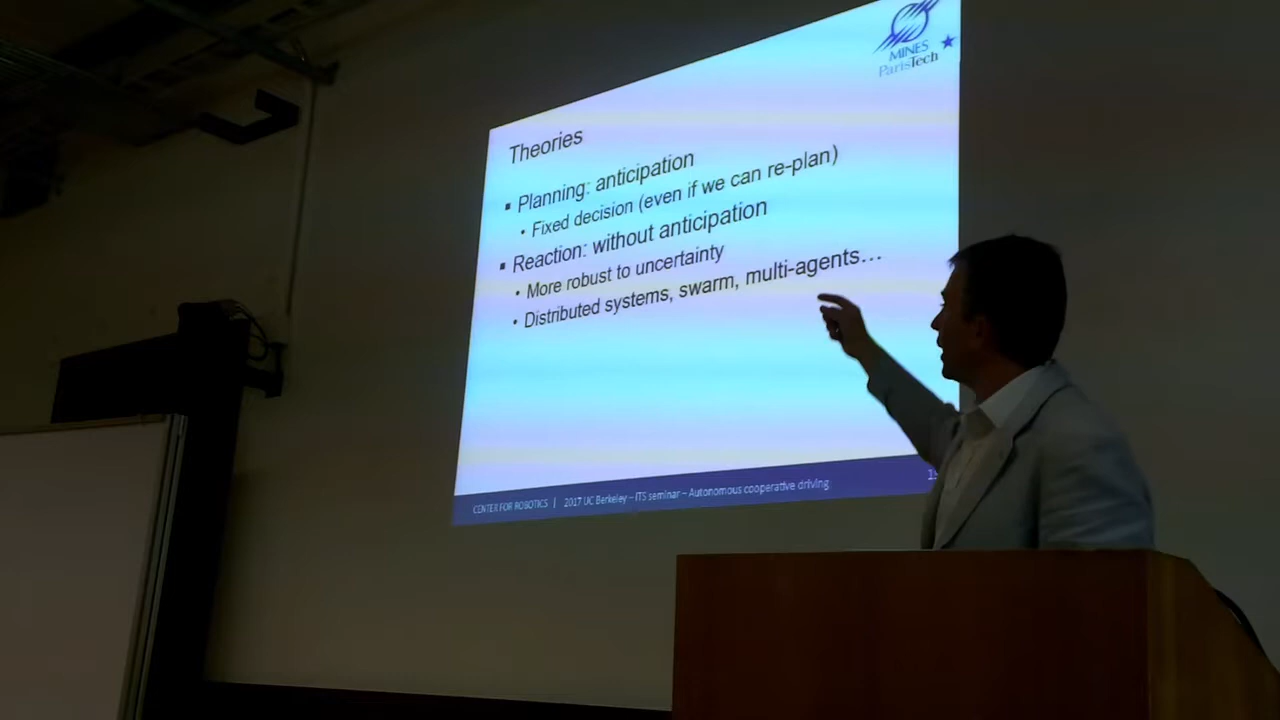 MINES
ParisTech
Theories
Planning: anticipation
Fixed decision (even if we can re-plan)
Reaction: without anticipation
More robust to uncertainty
Distributed systems, swarm, multi-agents…
CENTER FOR ROBOTICS | 2017 UC Berkeley – ITS seminar – Autonomous cooperative driving